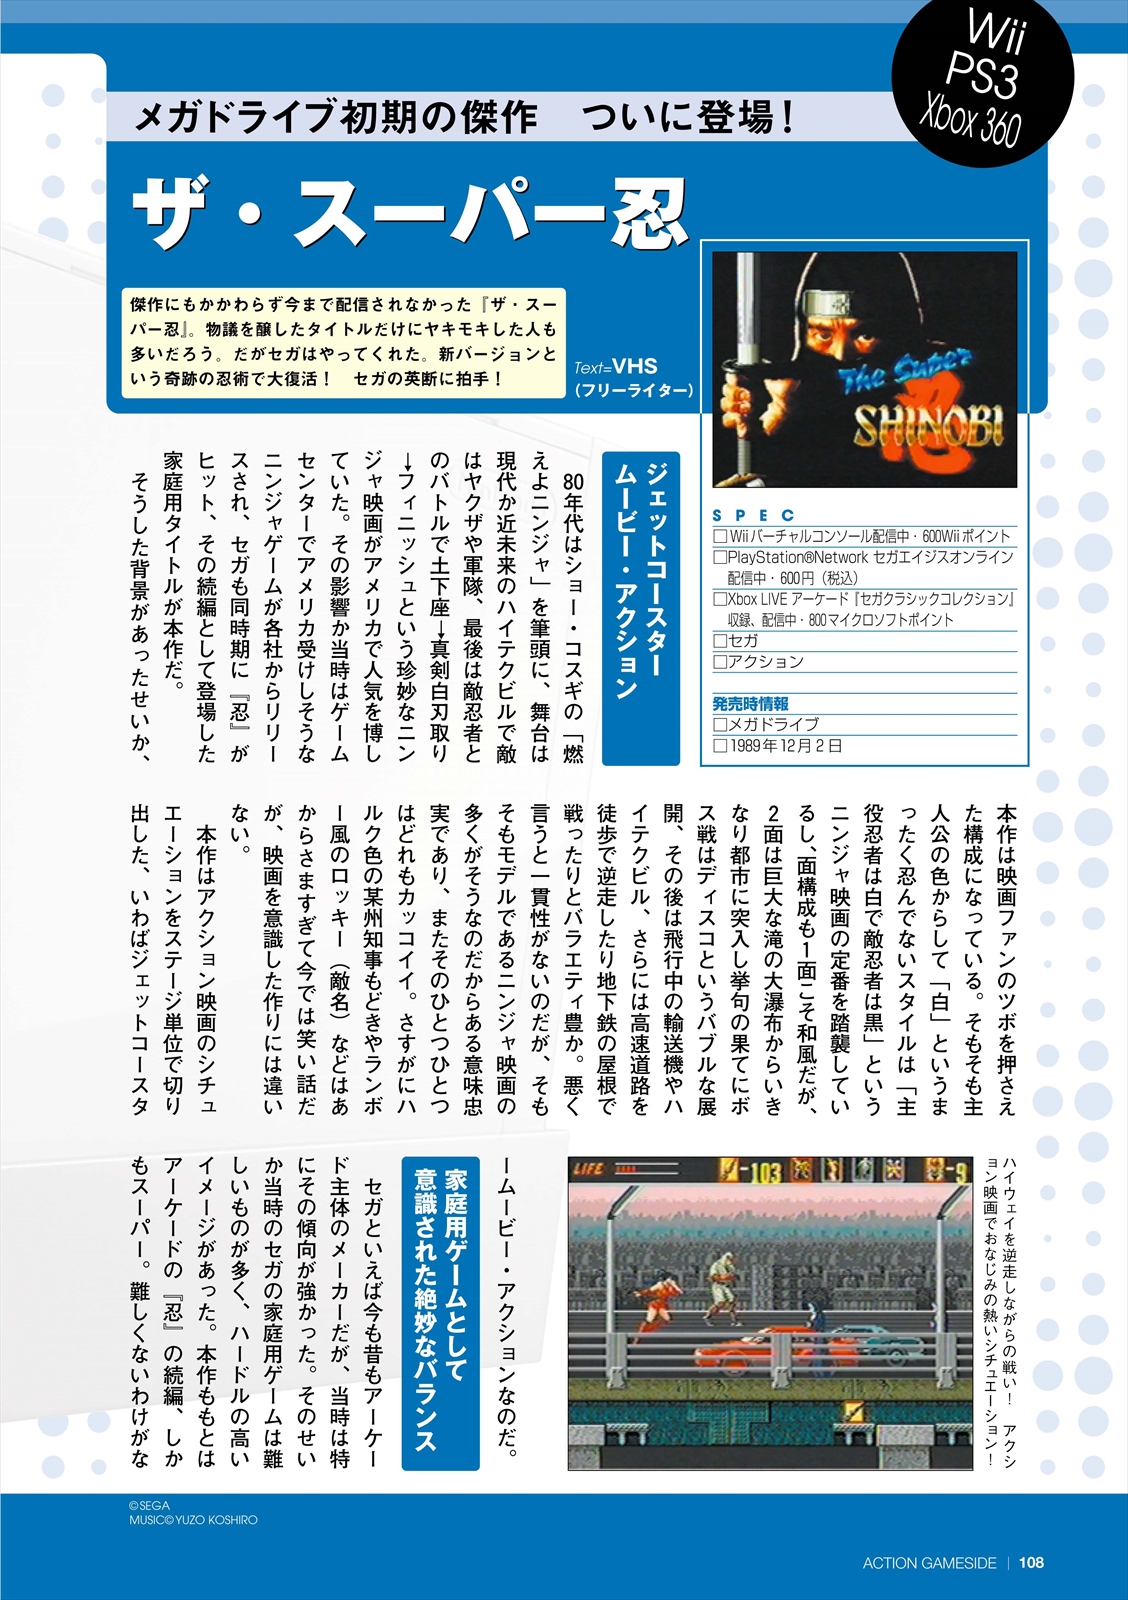 Wii
PS3
Xbox 360
メガドライブ初期の傑作　ついに登場！
ザ・スーパー忍
傑作にもかかわらず今まで配信されなかった『ザ・スー
パー忍』。物議を醸したタイトルだけにヤキモキした人も
多いだろう。だがセガはやってくれた。新バージョンと
いう奇跡の忍術で大復活！　セガの英断に拍手！
Text=VHS
（フリーライター）
The Super
忍
SHINOBI
SPEC
□Wiiバーチャルコンソール配信中・600Wiiポイント
□PlayStation®Network セガエイジスオンライン
配信中・600円（税込）
□Xbox LIVE アーケード『セガクラシックコレクション』
収録、配信中・800マイクロソフトポイント
□セガ
□アクション
発売時情報
□メガドライブ
□1989年12月2日
ジェットコースター
ムービー・アクション
80年代はショー・コスギの「燃
えよニンジャ」を筆頭に、舞台は
現代か近未来のハイテクビルで敵
はヤクザや軍隊、最後は敵忍者と
のバトルで土下座→真剣白刃取り
→フィニッシュという珍妙なニン
ジャ映画がアメリカで人気を博し
ていた。その影響か当時はゲーム
センターでアメリカ受けしそうな
ニンジャゲームが各社からリリー
スされ、セガも同時期に『忍』が
ヒット、その続編として登場した
家庭用タイトルが本作だ。
そうした背景があったせいか、
本作は映画ファンのツボを押さえ
た構成になっている。そもそも主
人公の色からして「白」というま
ったく忍んでないスタイルは「主
役忍者は白で敵忍者は黒」という
ニンジャ映画の定番を踏襲してい
るし、面構成も1面こそ和風だが、
2面は巨大な滝の大瀑布からいき
なり都市に突入し挙句の果てにボ
ス戦はディスコというバブルな展
開、その後は飛行中の輸送機やハ
イテクビル、さらには高速道路を
徒歩で逆走したり地下鉄の屋根で
戦ったりとバラエティ豊か。悪く
言うと一貫性がないのだが、そも
そもモデルであるニンジャ映画の
多くがそうなのだからある意味忠
実であり、またそのひとつひとつ
はどれもカッコイイ。さすがにハ
ルク色の某州知事もどきやランボ
ー風のロッキー（敵名）などはあ
からさますぎて今では笑い話だ
が、映画を意識した作りには違い
ない。
本作はアクション映画のシチュ
エーションをステージ単位で切り
出した、いわばジェットコースタ
ームービー・アクションなのだ。
ハイウェイを逆走しながらの戦い！　アクシ
ョン映画でおなじみの熱いシチュエーション！
LIFE
103
9
家庭用ゲームとして
意識された絶妙なバランス
セガといえば今も昔もアーケー
ド主体のメーカーだが、当時は特
にその傾向が強かった。そのせい
か当時のセガの家庭用ゲームは難
しいものが多く、ハードルの高い
イメージがあった。本作ももとは
アーケードの『忍』の続編、しか
もスーパー。難しくないわけがな
©SEGA
MUSIC©YUZO KOSHIRO
ACTION GAMESIDE | 108